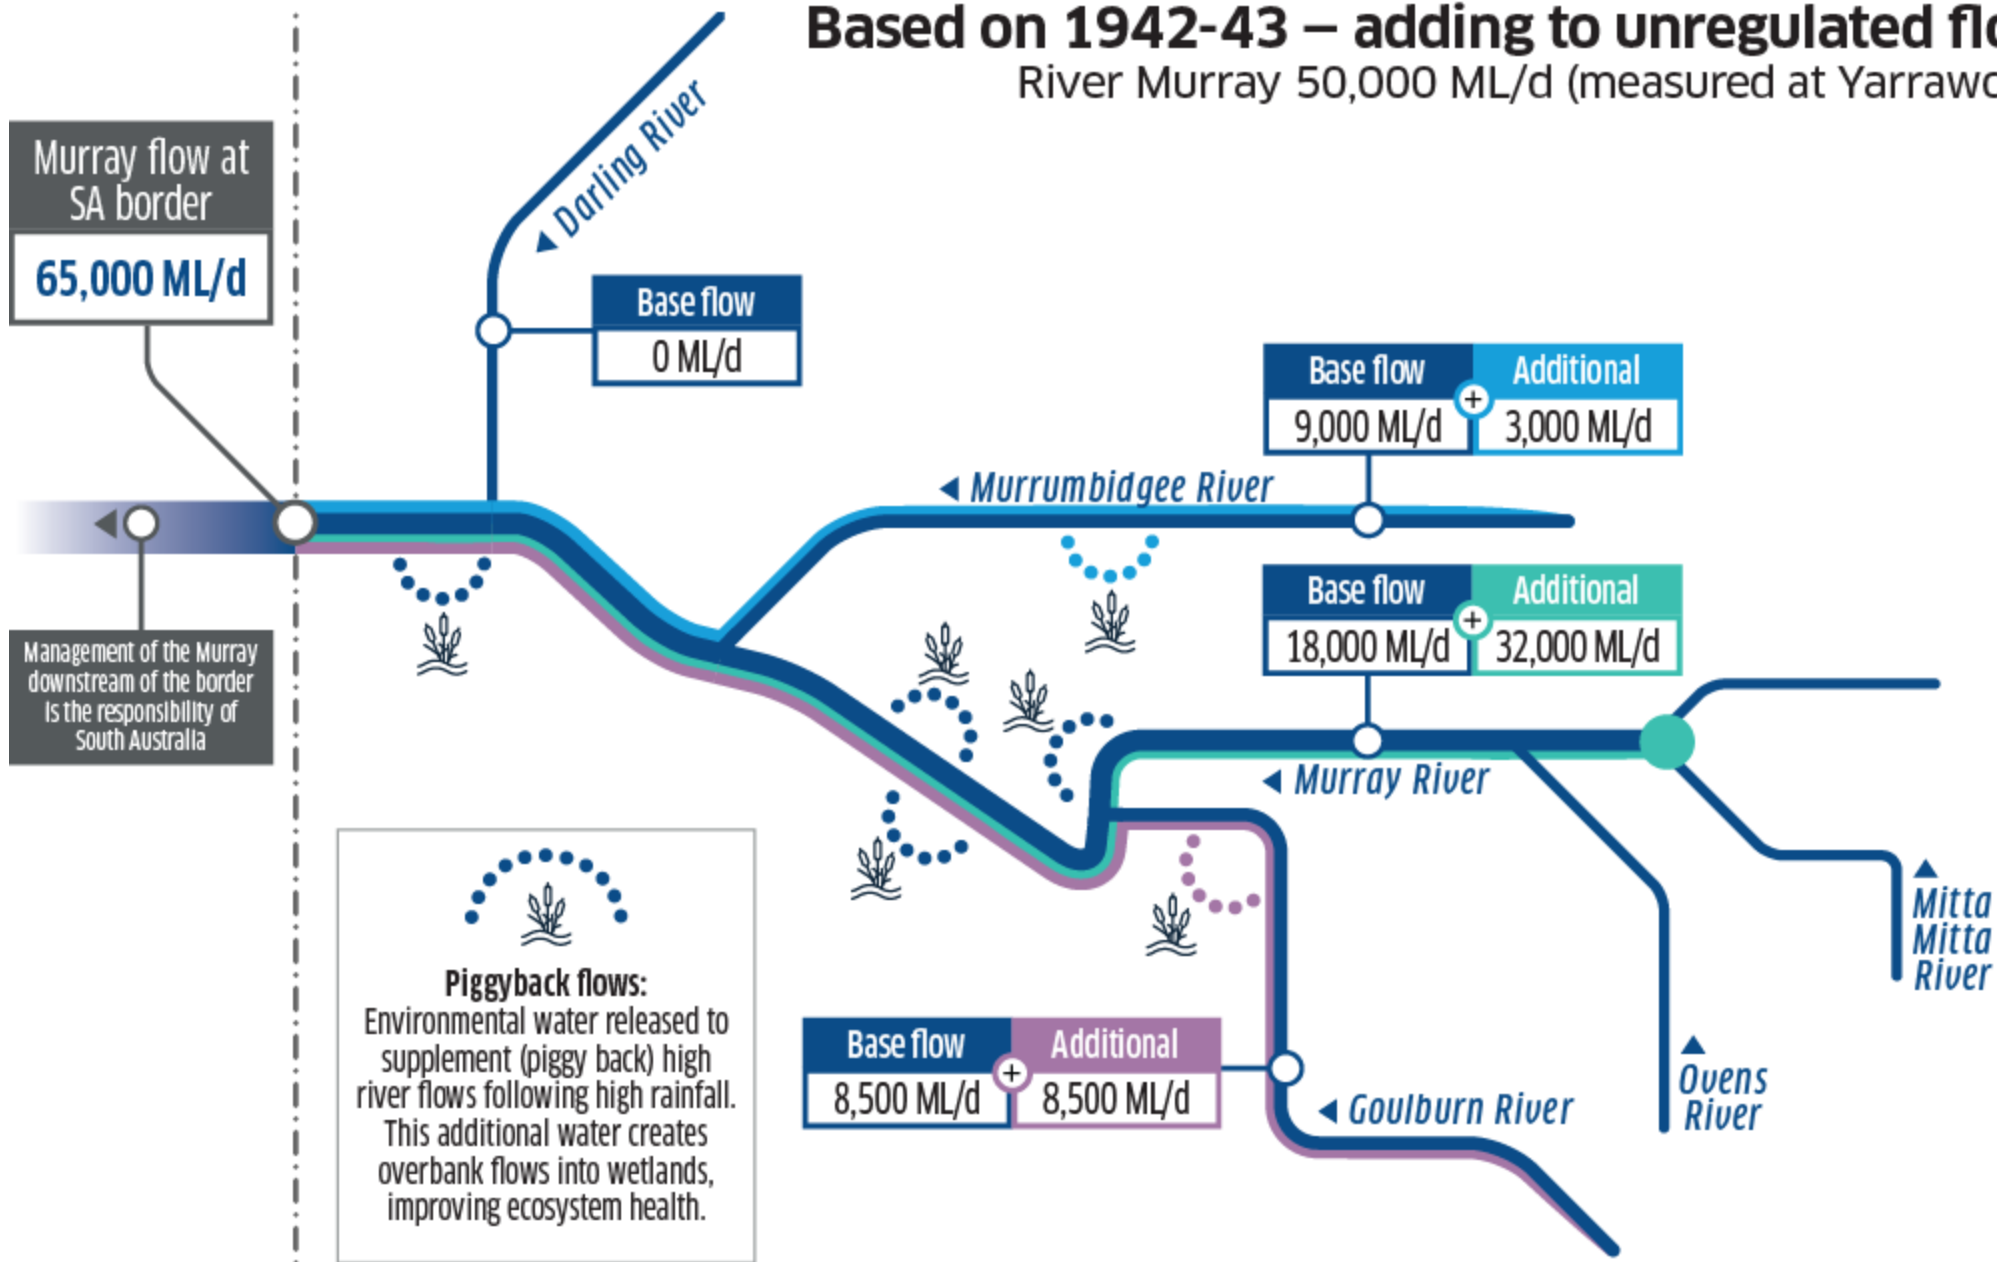 Based on 1942-43 – adding to unregulated
River Murray 50,000 ML/d (measured at
Darling River
Murray flow at
SA border
65,000 ML/d
Base flow
0 ML/d
Base flow
Additional
9,000 ML/d
+
3,000 ML/d
Murrumbidgee River
Base flow
Additional
18,000 ML/d
+
32,000 ML/d
Management of the Murray
downstream of the border
is the responsibility of
South Australia
Murray River
Mitta
Mitta
River
Piggyback flows:
Environmental water released to
supplement (piggy back) high
river flows following high rainfall.
This additional water creates
overbank flows into wetlands,
improving ecosystem health.
Base flow
Additional
8,500 ML/d
+
8,500 ML/d
Goulburn River
Ovens
River